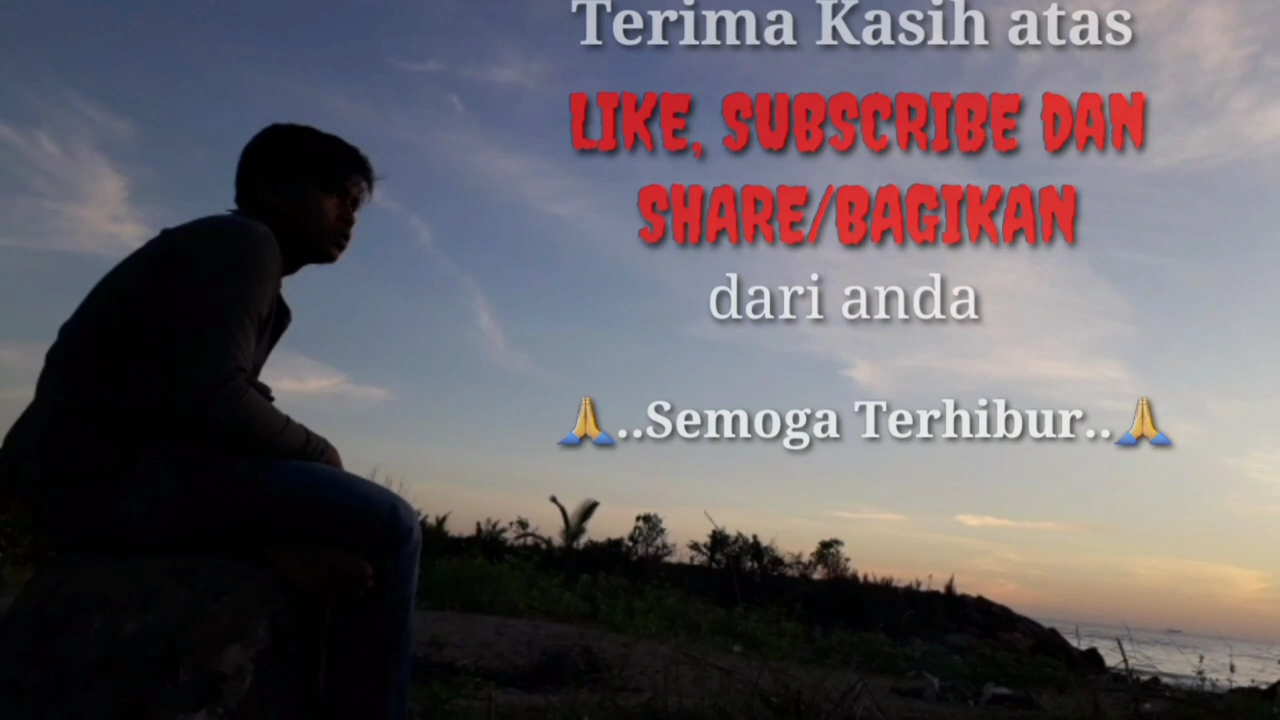 Terima Kasih atas
LIKE, SUBSCRIBE DAN
SHARE/BAGIKAN
dari anda
🙏..Semoga Terhibur..🙏